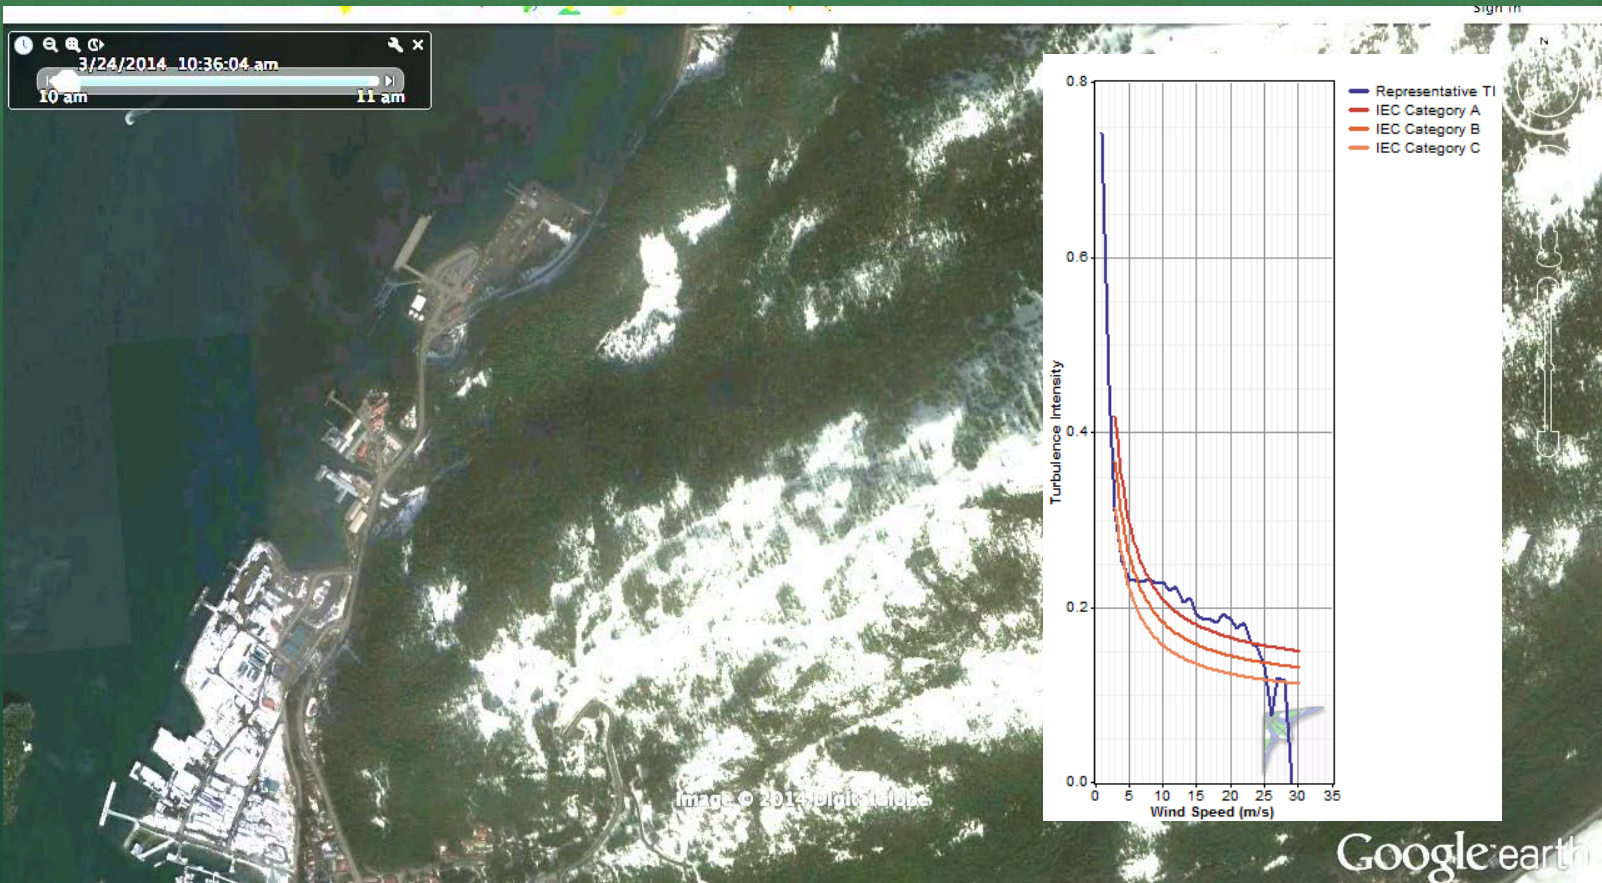 Sign in
3/24/2014 10:36:04 am
10 am
11 am
N
0.8
0.6
0.4
0.2
0.0
Turbulence Intensity
0 5 10 15 20 25 30 35
Wind Speed (m/s)
Representative TI
IEC Category A
IEC Category B
IEC Category C
Image © 2014 DigitalGlobe
Google earth